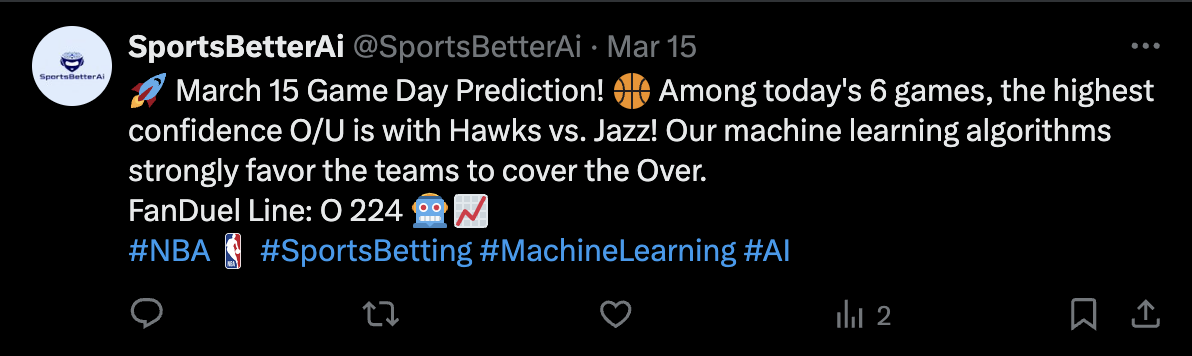 SportsBetterAi
SportsBetterAi @SportsBetterAi · Mar 15
🚀 March 15 Game Day Prediction! 🏀 Among today's 6 games, the highest
confidence O/U is with Hawks vs. Jazz! Our machine learning algorithms
strongly favor the teams to cover the Over.
FanDuel Line: O 224 🤖📈
#NBA #SportsBetting #MachineLearning #AI
2